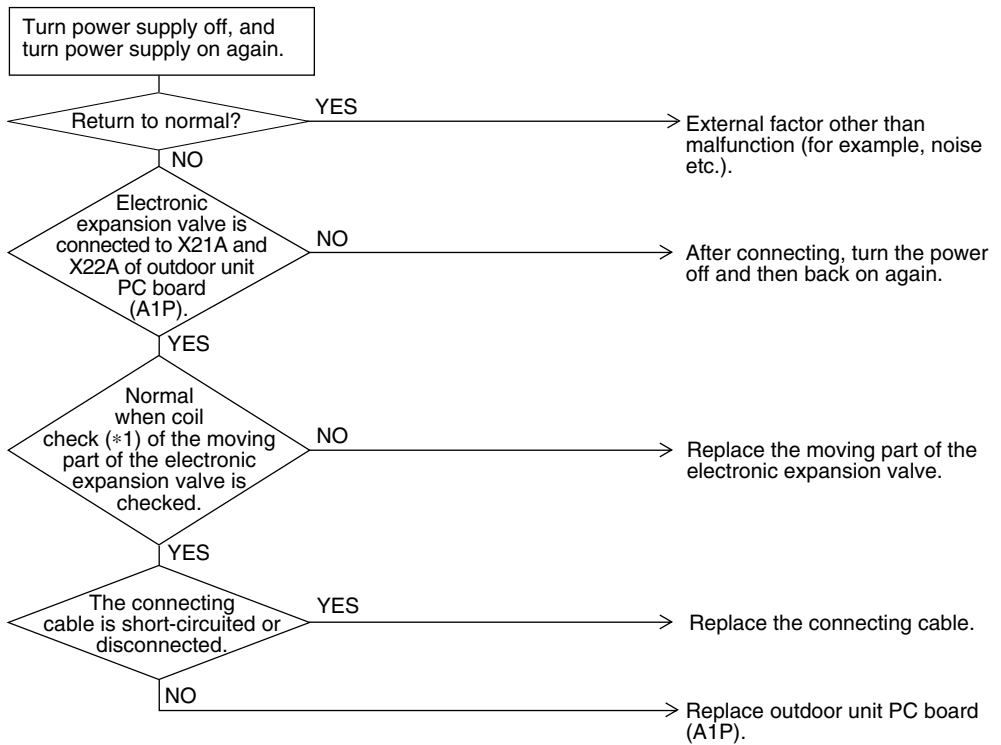 Turn power supply off, and
turn power supply on again.
Return to normal?
YES
External factor other than
malfunction (for example, noise
etc.).
NO
Electronic
expansion valve is
connected to X21A and
X22A of outdoor unit
PC board
(A1P).
NO
After connecting, turn the power
off and then back on again.
YES
Normal
when coil
check (*1) of the moving
part of the electronic
expansion valve is
checked.
NO
Replace the moving part of the
electronic expansion valve.
YES
The connecting
cable is short-circuited or
disconnected.
YES
Replace the connecting cable.
NO
Replace outdoor unit PC board
(A1P).